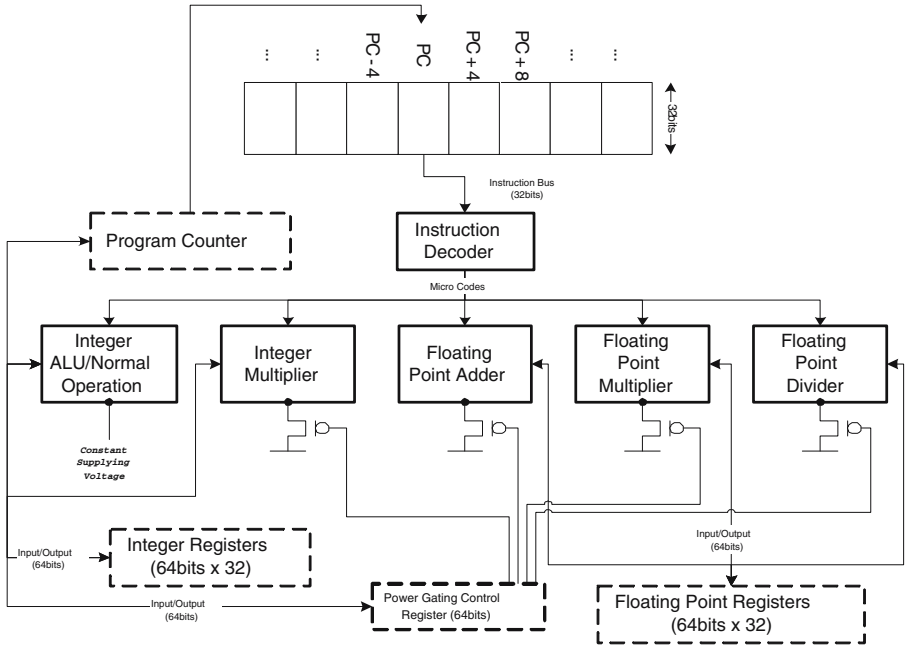 ...
...
PC - 4
PC
PC + 4
PC + 8
...
...
32bits
Instruction Bus
(32bits)
Program Counter
Instruction
Decoder
Micro Codes
Integer
ALU/Normal
Operation
Integer
Multiplier
Floating
Point Adder
Floating
Point
Multiplier
Floating
Point
Divider
Constant
Supplying
Voltage
Input/Output
(64bits)
Integer Registers
(64bits x 32)
Input/Output
(64bits)
Input/Output
(64bits)
Power Gating Control
Register (64bits)
Floating Point Registers
(64bits x 32)